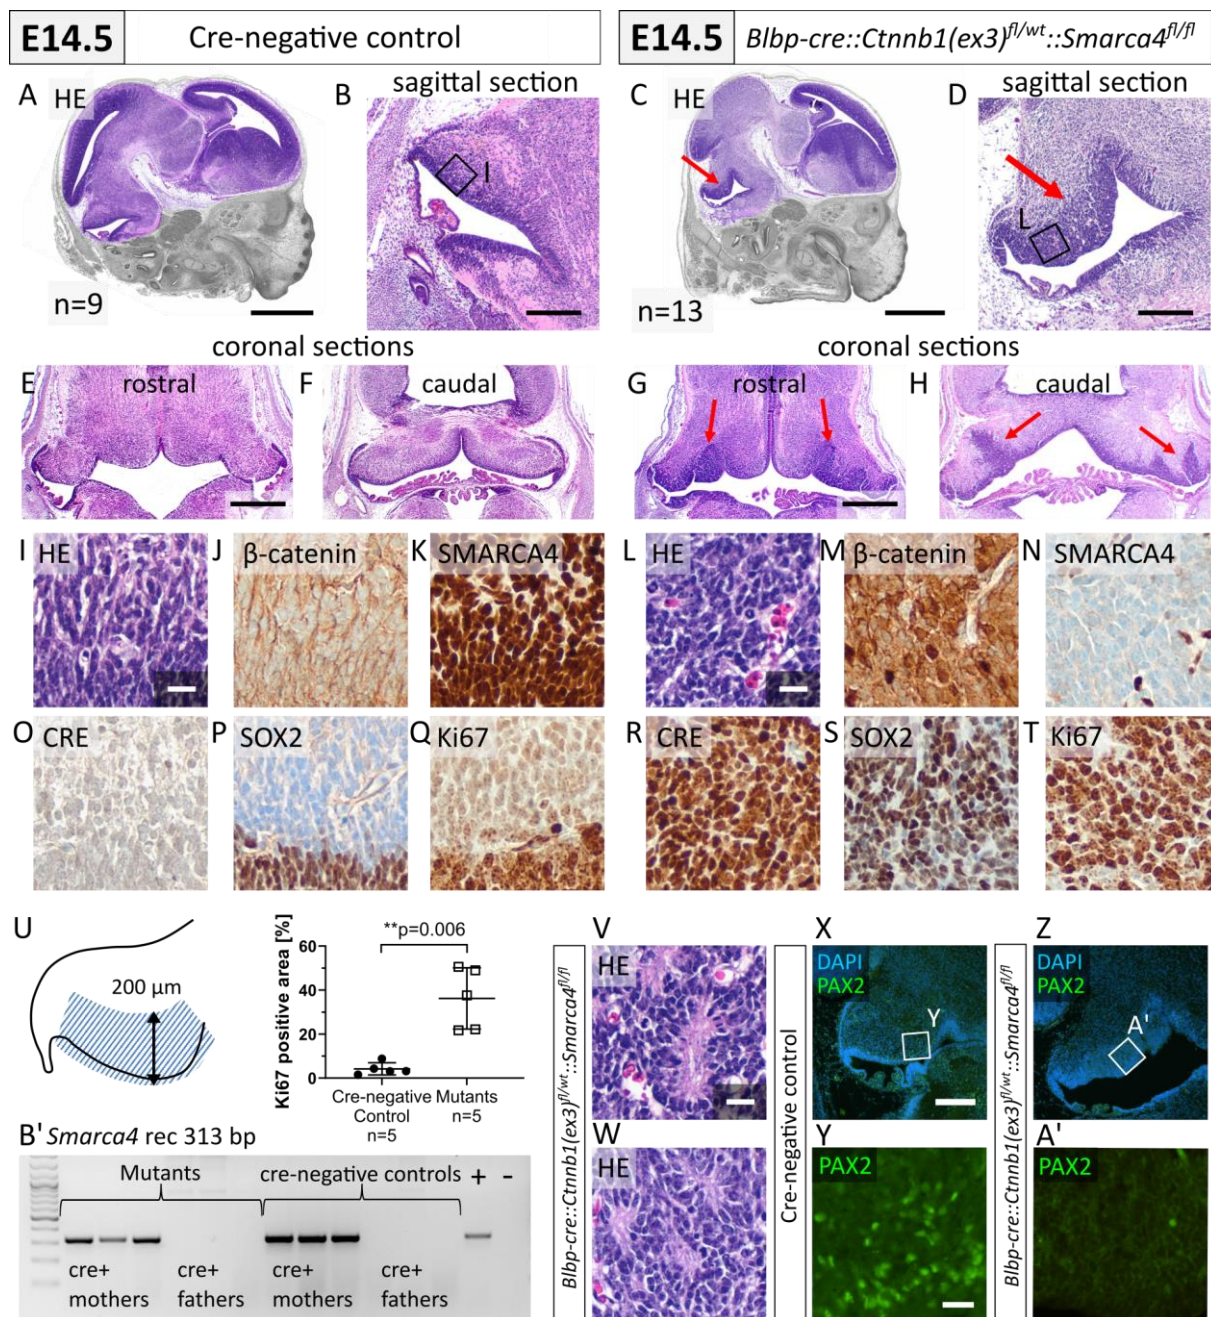 E14.5 Cre-negative control
E14.5 Blbp-cre::Ctnnb1(ex3)fl/wt::Smarca4fl/fl
A HE
B sagittal section
C HE
D sagittal section
I
L
n=9
n=13
coronal sections
coronal sections
E rostral
F caudal
G rostral
H caudal
I HE
J β-catenin
K SMARCA4
L HE
M β-catenin
N SMARCA4
O CRE
P SOX2
Q Ki67
R CRE
S SOX2
T Ki67
U
200 µm
Ki67 positive area [%]
**p=0.006
60
40
20
0
Cre-negative Control n=5
Mutants n=5
B' Smarca4 rec 313 bp
Mutants
cre-negative controls
+ -
cre+ mothers
cre+ fathers
cre+ mothers
cre+ fathers
Blbp-cre::Ctnnb1(ex3)fl/wt::Smarca4fl/fl
V
HE
W
HE
Cre-negative control
X
DAPI
PAX2
Y
Y
PAX2
Blbp-cre::Ctnnb1(ex3)fl/wt::Smarca4fl/fl
Z
DAPI
PAX2
A'
A'
PAX2